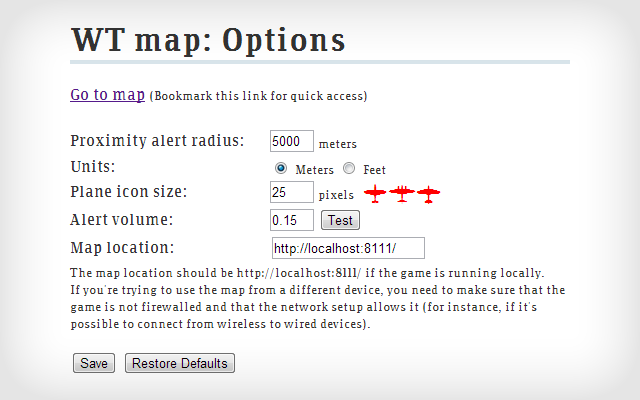 WT map: Options
Go to map (Bookmark this link for quick access)
Proximity alert radius: 5000 meters
Units: Meters Feet
Plane icon size: 25 pixels
Alert volume: 0.15 Test
Map location: http://localhost:8111/
The map location should be http://localhost:8111/ if the game is running locally.
If you're trying to use the map from a different device, you need to make sure that the
game is not firewalled and that the network setup allows it (for instance, if it's
possible to connect from wireless to wired devices).
Save Restore Defaults